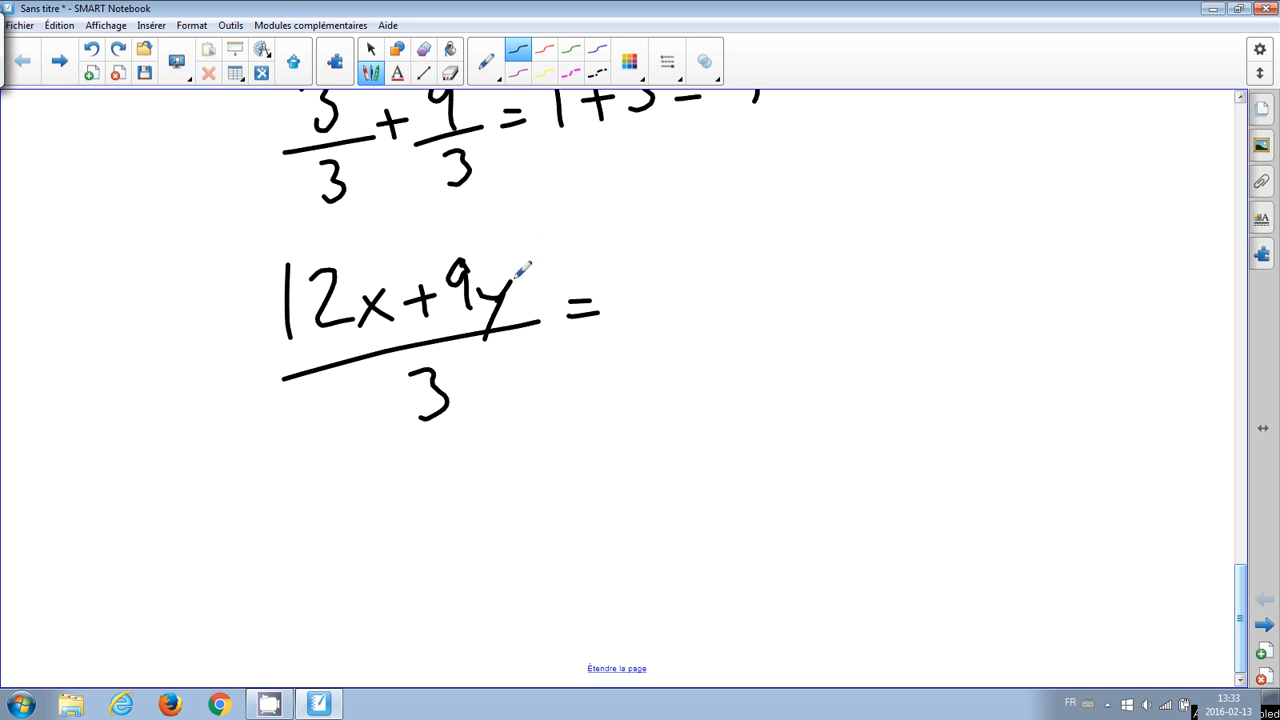 Sans titre * - SMART Notebook
Fichier Édition Affichage Insérer Format Outils Modules complémentaires Aide
3/3 + 9/3 = 1 + 3 =
12x + 9y / 3 =
Étendre la page
FR
13:33
2016-02-13